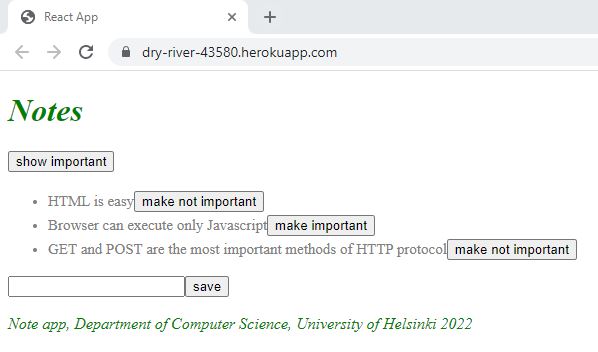 React App
dry-river-43580.herokuapp.com
Notes
show important
HTML is easy make not important
Browser can execute only Javascript make important
GET and POST are the most important methods of HTTP protocol make not important
save
Note app, Department of Computer Science, University of Helsinki 2022